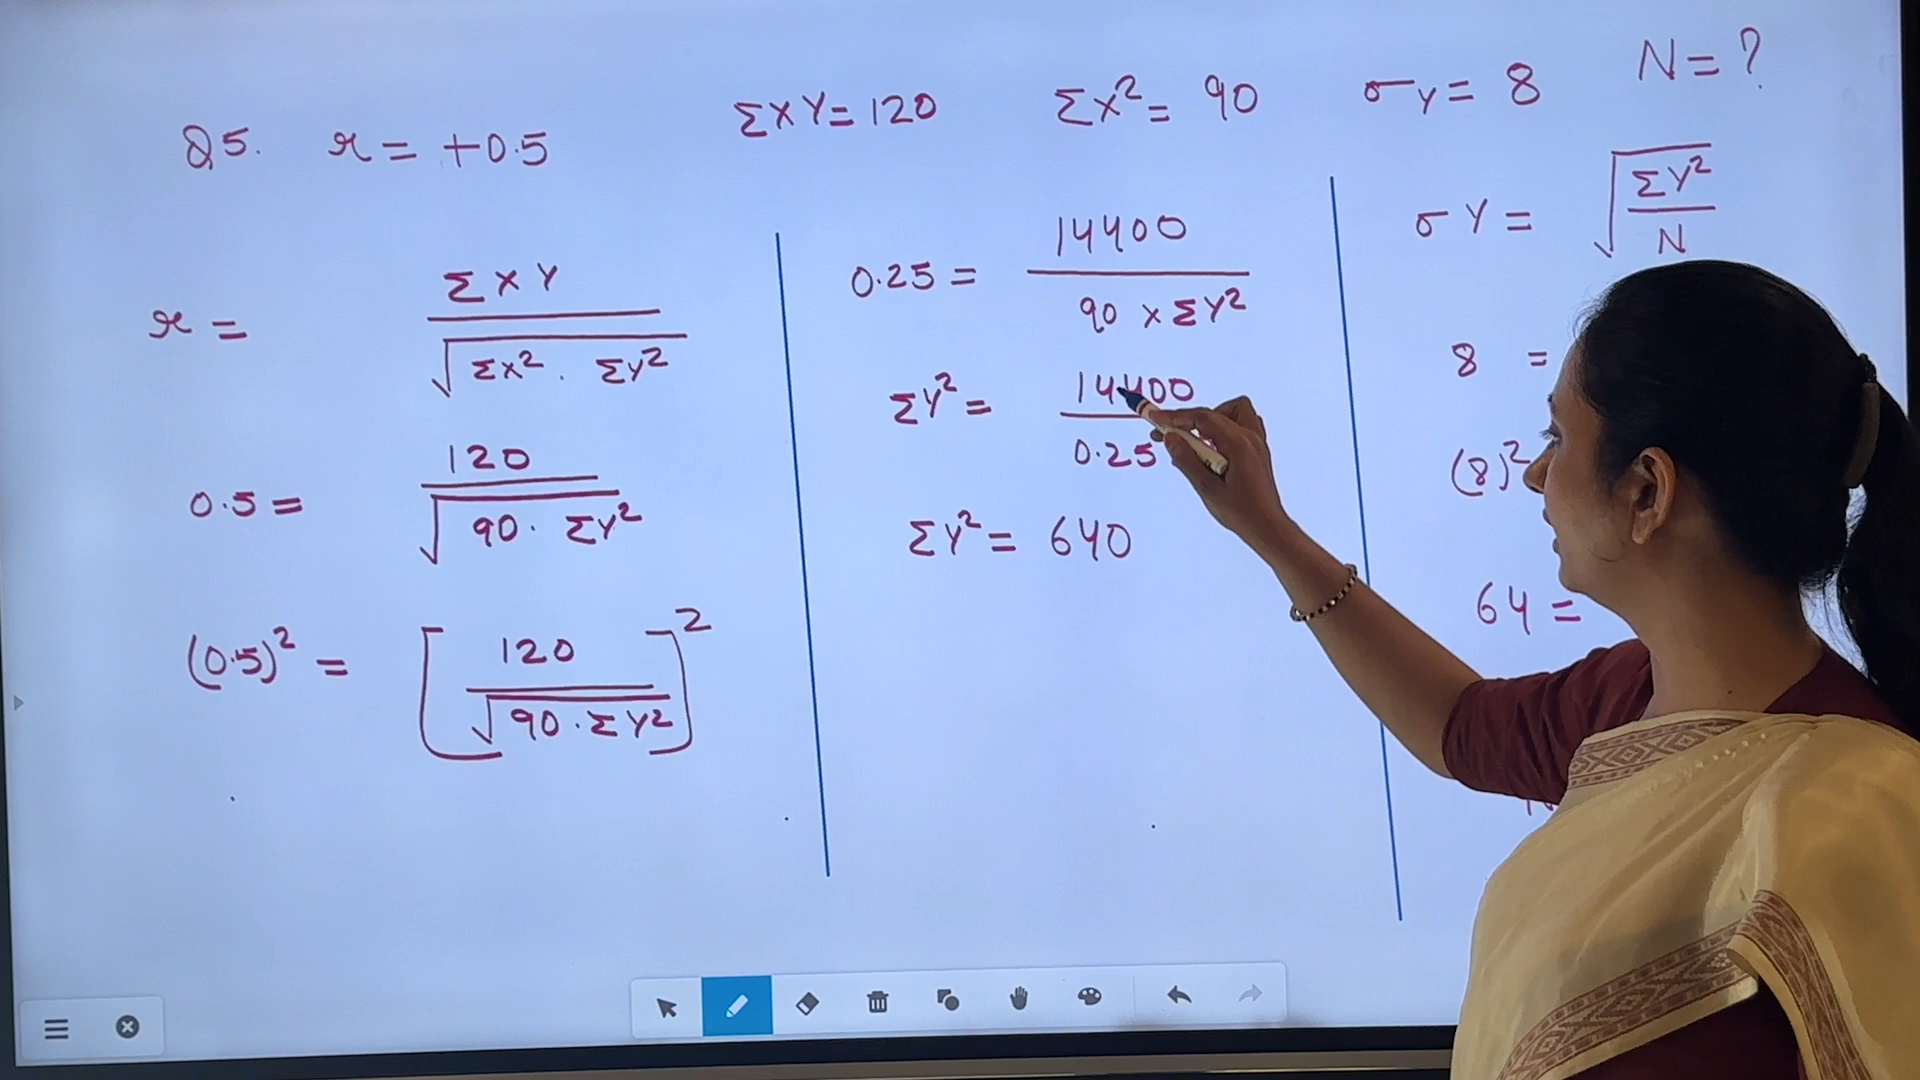 Q5. r = +0.5 ΣXY = 120 Σx² = 90 σY = 8 N = ?
r = ΣXY / √(Σx² . Σy²)
0.5 = 120 / √(90 . Σy²)
(0.5)² = [120 / √(90 . ΣY²)]²
0.25 = 14400 / (90 × ΣY²)
ΣY² = 14400 / 0.25
ΣY² = 640
σY = √(ΣY² / N)
8 =
(8)²
64 =